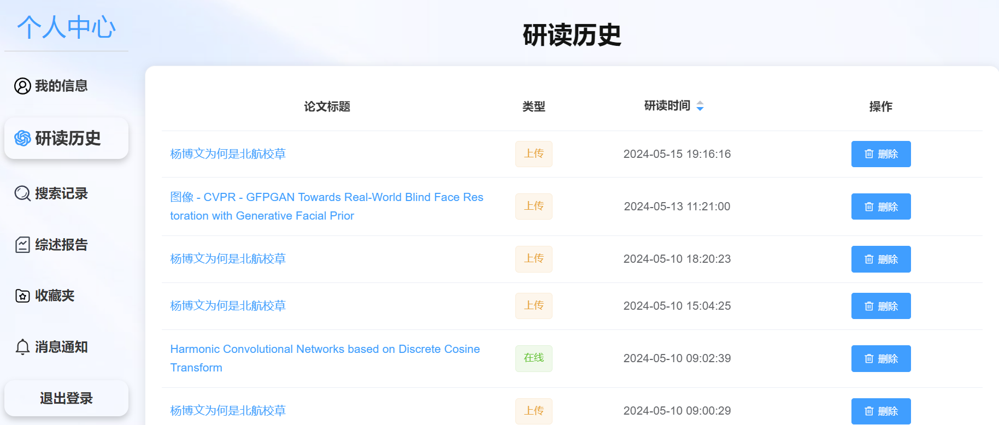 个人中心
我的信息
研读历史
搜索记录
综述报告
收藏夹
消息通知
退出登录
研读历史
论文标题 类型 研读时间 操作
杨博文为何是北航校草 上传 2024-05-15 19:16:16 删除
图像 - CVPR - GFPGAN Towards Real-World Blind Face Res
toration with Generative Facial Prior 上传 2024-05-13 11:21:00 删除
杨博文为何是北航校草 上传 2024-05-10 18:20:23 删除
杨博文为何是北航校草 上传 2024-05-10 15:04:25 删除
Harmonic Convolutional Networks based on Discrete Cosine
Transform 在线 2024-05-10 09:02:39 删除
杨博文为何是北航校草 上传 2024-05-10 09:00:29 删除